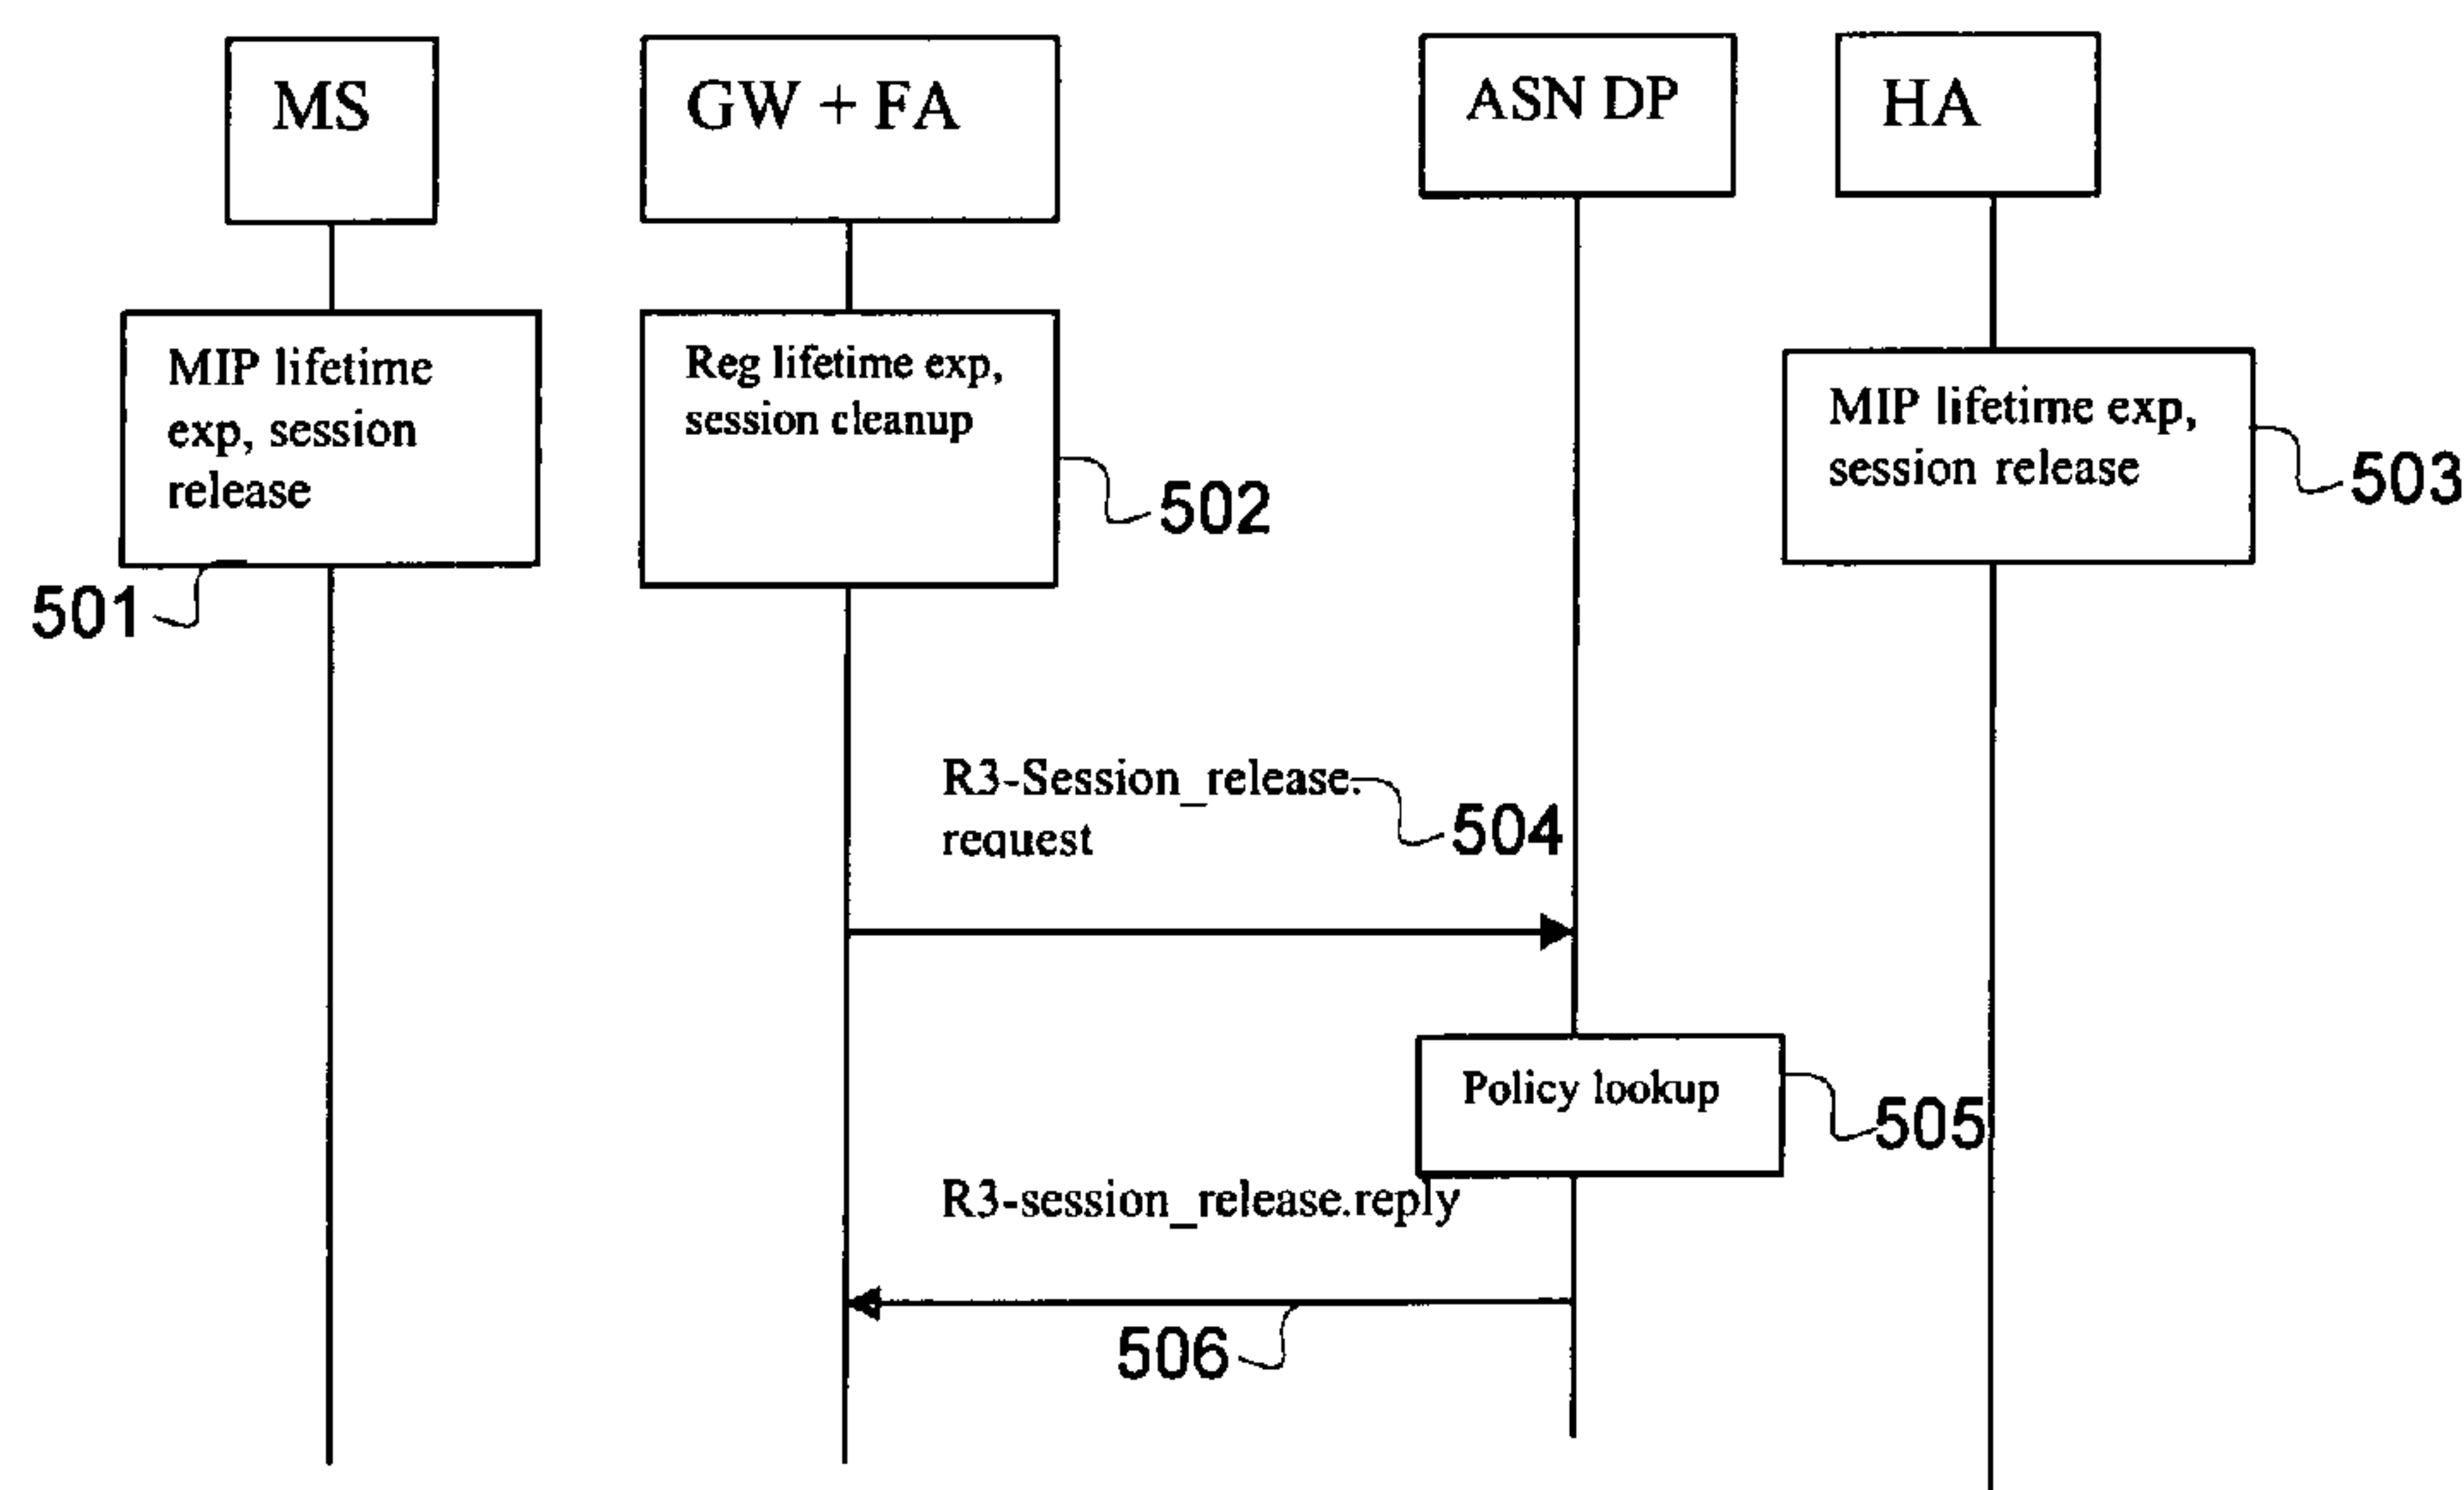 MS
GW + FA
ASN DP
HA
MIP lifetime
exp, session
release
501
Reg lifetime exp,
session cleanup
502
MIP lifetime exp,
session release
503
R3-Session_release.
request
504
Policy lookup
505
R3-session_release.reply
506